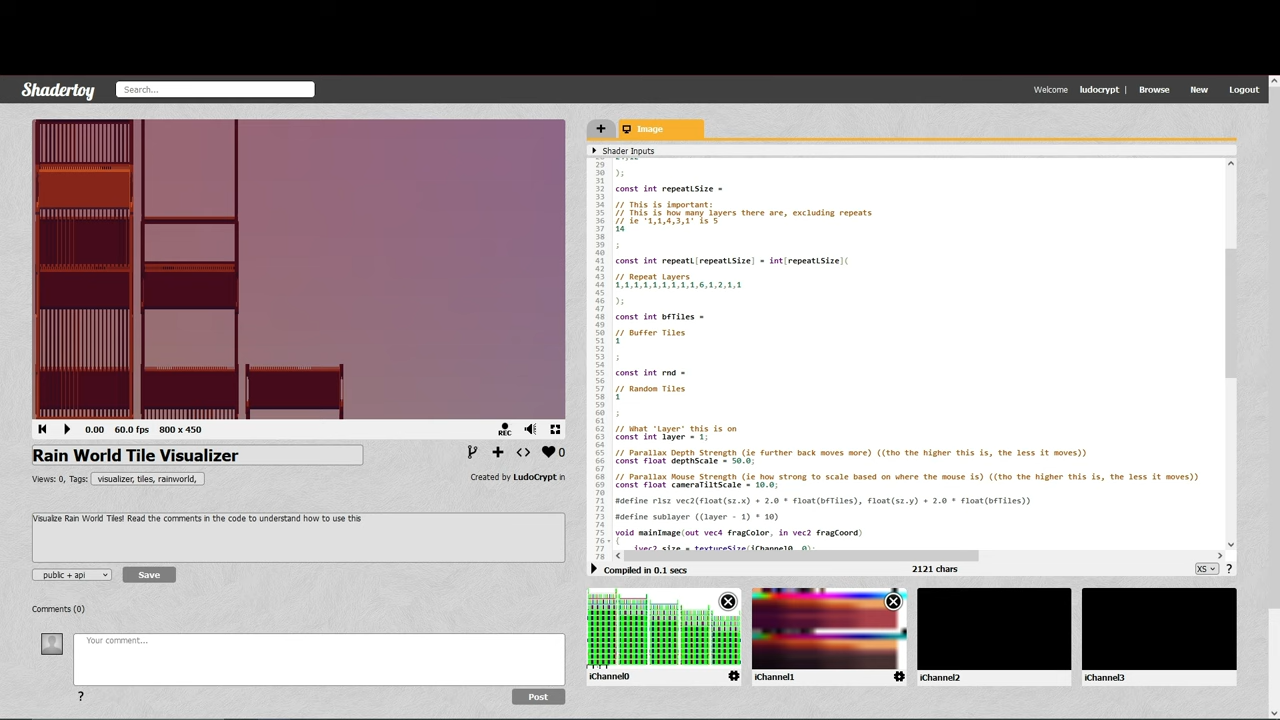 Shadertoy
Search...
Welcome ludocrypt | Browse New Logout
+ Image
Shader Inputs
29
30 );
31
32 const int repeatLSize =
33
34 // This is important:
35 // This is how many layers there are, excluding repeats
36 // ie '1,1,4,3,1' is 5
37 14
38
39 ;
40
41 const int repeatL[repeatLSize] = int[repeatLSize](
42
43 // Repeat Layers
44 1,1,1,1,1,1,1,1,1,6,1,2,1,1
45
46 );
47
48 const int bfTiles =
49
50 // Buffer Tiles
51 1
52
53 ;
54
55 const int rnd =
56
57 // Random Tiles
58 1
59
60 ;
61
62 // What 'Layer' this is on
63 const int layer = 1;
64
65 // Parallax Depth Strength (ie further back moves more) ((tho the higher this is, the less it moves))
66 const float depthScale = 50.0;
67
68 // Parallax Mouse Strength (ie how strong to scale based on where the mouse is) ((tho the higher this is, the less it moves))
69 const float cameraTiltScale = 10.0;
70
71 #define rlsz vec2(float(sz.x) + 2.0 * float(bfTiles), float(sz.y) + 2.0 * float(bfTiles))
72
73 #define sublayer ((layer - 1) * 10)
74
75 void mainImage(out vec4 fragColor, in vec2 fragCoord)
76 {
77 ivec2 size = textureSize(iChannel0, 0);
78
Compiled in 0.1 secs 2121 chars XS ?
0.00 60.0 fps 800 x 450 REC
Rain World Tile Visualizer
0
Views: 0, Tags: visualizer, tiles, rainworld,
Created by LudoCrypt in
Visualize Rain World Tiles! Read the comments in the code to understand how to use this
public + api Save
Comments (0)
Your comment...
? Post
iChannel0 iChannel1 iChannel2 iChannel3